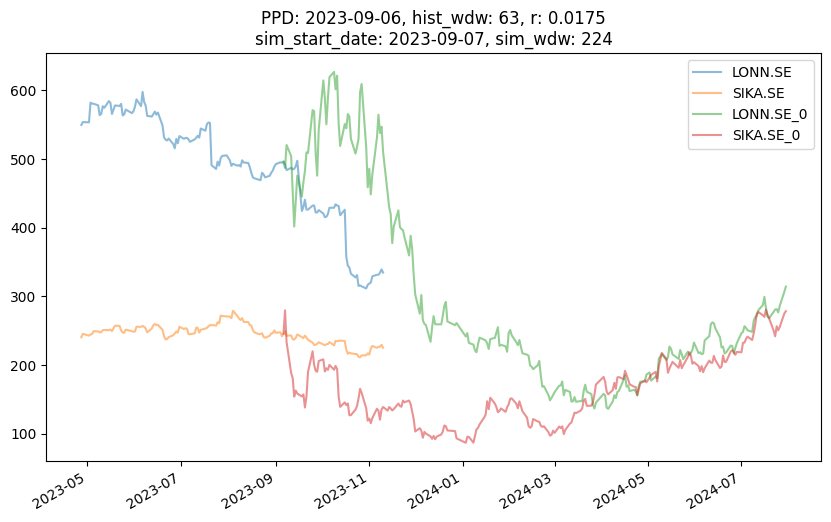 PPD: 2023-09-06, hist_wdw: 63, r: 0.0175
sim_start_date: 2023-09-07, sim_wdw: 224
LONN.SE
SIKA.SE
LONN.SE_0
SIKA.SE_0
600
500
400
300
200
100
2023-05
2023-07
2023-09
2023-11
2024-01
2024-03
2024-05
2024-07